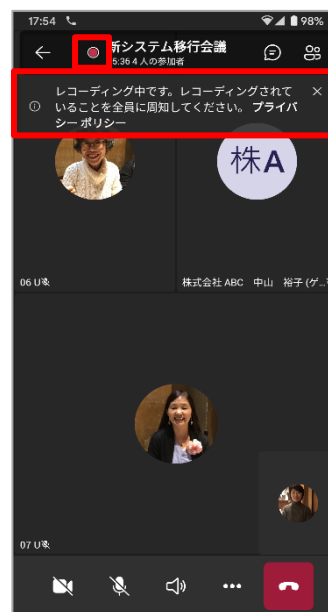 17:54 98%
新システム移行会議
5:36 4 人の参加者
レコーディング中です。レコーディングされて
いることを全員に周知してください。 プライバ
シー ポリシー
株A
06 U
株式会社 ABC 中山 裕子 (ゲ...
07 U